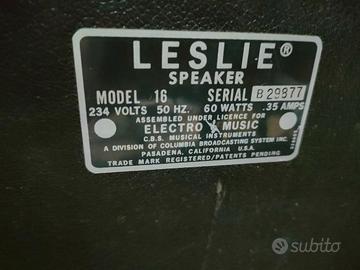 LESLIE®
SPEAKER
MODEL 16 SERIAL B 29877
234 VOLTS 50 HZ. 60 WATTS .35 AMPS
ASSEMBLED UNDER LICENCE FOR
ELECTRO MUSIC
C.B.S. MUSICAL INSTRUMENTS
A DIVISION OF COLUMBIA BROADCASTING SYSTEM INC.
PASADENA, CALIFORNIA U.S.A.
TRADE MARK REGISTERED/PATENTS PENDING
subito